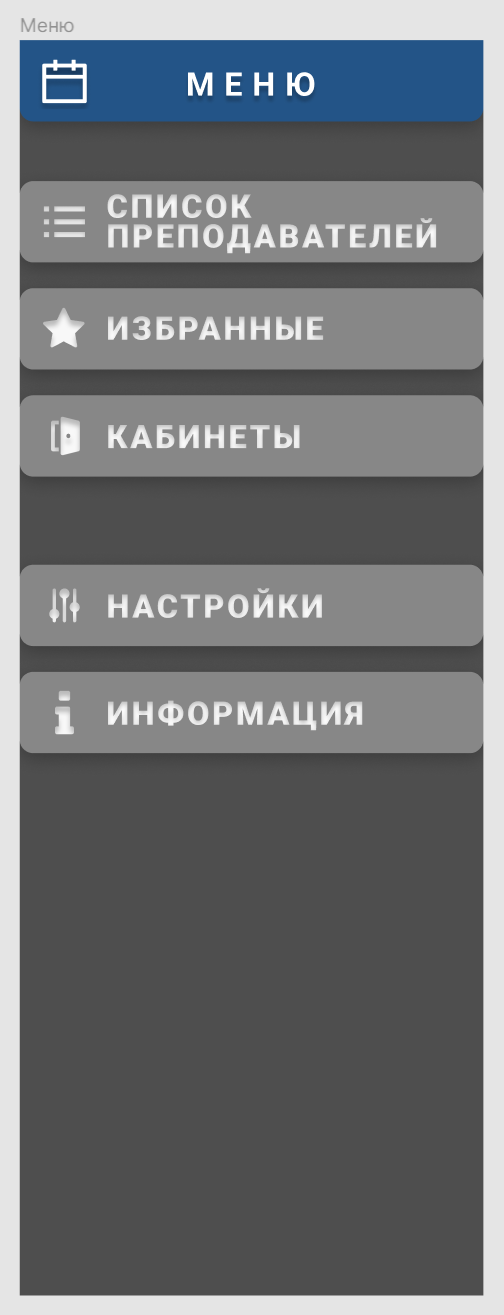 Меню
МЕНЮ
СПИСОК
ПРЕПОДАВАТЕЛЕЙ
ИЗБРАННЫЕ
КАБИНЕТЫ
НАСТРОЙКИ
ИНФОРМАЦИЯ